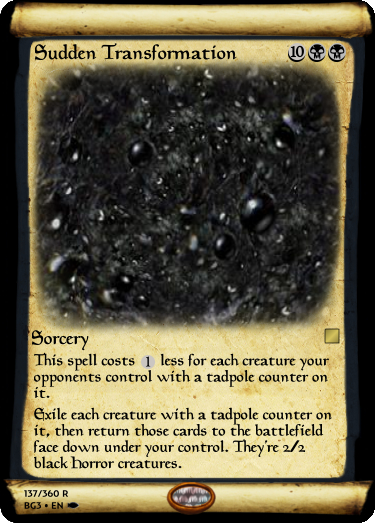 Sudden Transformation 10
Sorcery
This spell costs 1 less for each creature your
opponents control with a tadpole counter on
it.
Exile each creature with a tadpole counter on
it, then return those cards to the battlefield
face down under your control. They're 2/2
black Horror creatures.
137/360 R
BG3 • EN